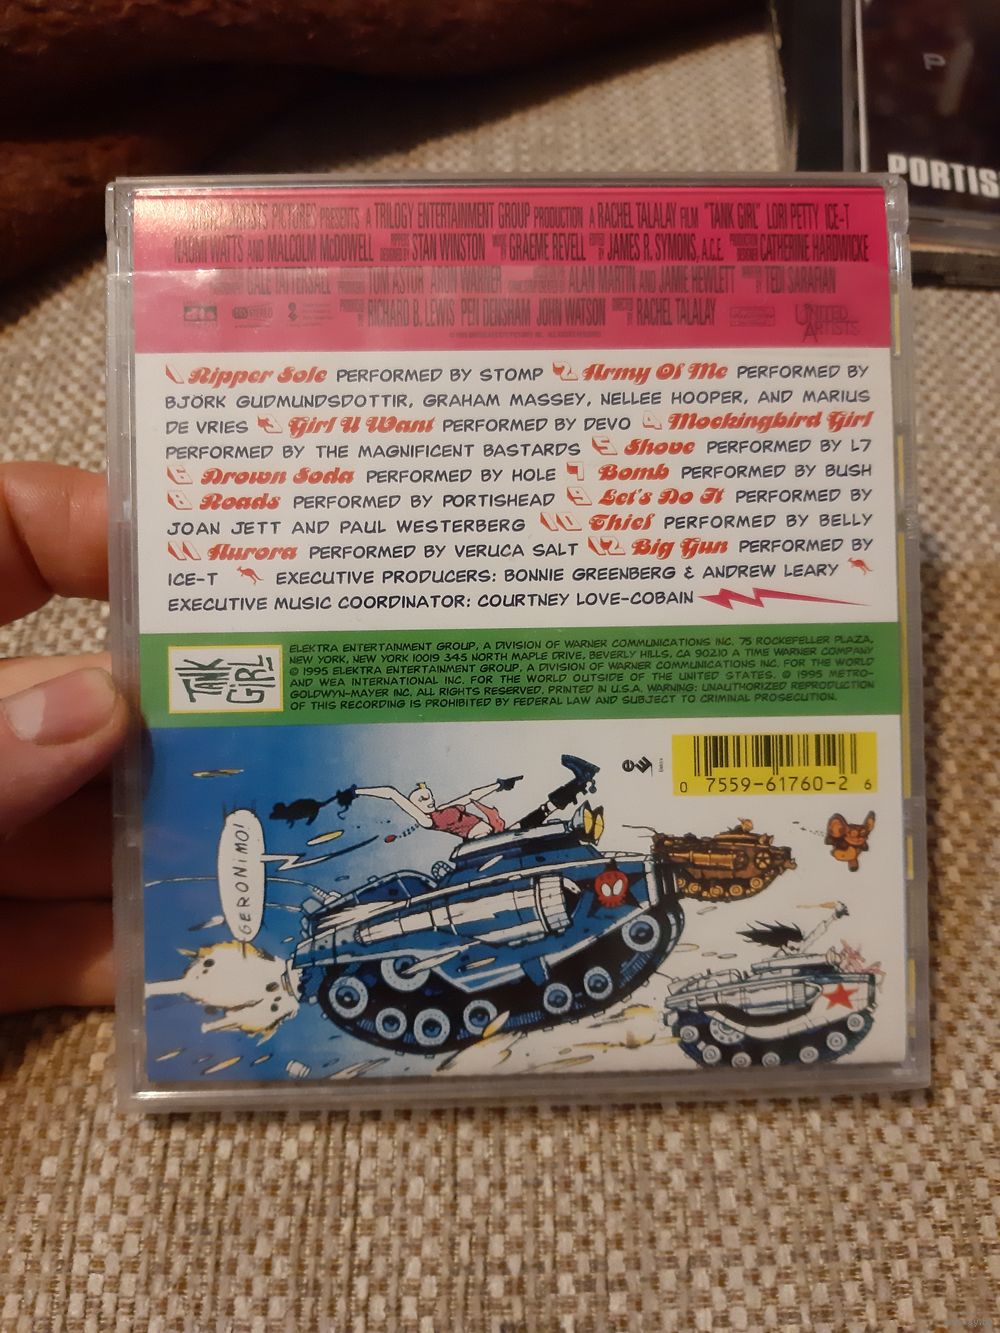 ARTISTS PICTURES PRESENTS A TRILOGY ENTERTAINMENT GROUP PRODUCTION A RACHEL TALALAY FILM "TANK GIRL" LORI PETTY ICE-T
NAOMI WATTS AND MALCOLM McDOWELL STAN WINSTON GRAEME REVELL JAMES R. SYMONS, A.C.E. PRODUCTION DESIGNER CATHERINE HARDWICKE
GALE TATTERSALL TOM ASTOR ARON WARNER ALAN MARTIN AND JAMIE HEWLETT TEDI SARAFIAN
RICHARD B. LEWIS PEN DENSHAM JOHN WATSON DIRECTED BY RACHEL TALALAY UNITED ARTISTS
1 Ripper Sole PERFORMED BY STOMP 2 Army Of Me PERFORMED BY
BJÖRK GUDMUNDSDOTTIR, GRAHAM MASSEY, NELLEE HOOPER, AND MARIUS
DE VRIES 3 Girl U Want PERFORMED BY DEVO 4 Mockingbird Girl
PERFORMED BY THE MAGNIFICENT BASTARDS 5 Shove PERFORMED BY L7
6 Drown Soda PERFORMED BY HOLE 7 Bomb PERFORMED BY BUSH
8 Roads PERFORMED BY PORTISHEAD 9 Let's Do It PERFORMED BY
JOAN JETT AND PAUL WESTERBERG 10 Thief PERFORMED BY BELLY
11 Aurora PERFORMED BY VERUCA SALT 12 Big Gun PERFORMED BY
ICE-T EXECUTIVE PRODUCERS: BONNIE GREENBERG & ANDREW LEARY
EXECUTIVE MUSIC COORDINATOR: COURTNEY LOVE-COBAIN
TANK GIRL
ELEKTRA ENTERTAINMENT GROUP, A DIVISION OF WARNER COMMUNICATIONS INC. 75 ROCKEFELLER PLAZA,
NEW YORK, NEW YORK 10019 345 NORTH MAPLE DRIVE, BEVERLY HILLS, CA 90210 A TIME WARNER COMPANY
© 1995 ELEKTRA ENTERTAINMENT GROUP, A DIVISION OF WARNER COMMUNICATIONS INC. FOR THE WORLD
AND WEA INTERNATIONAL INC. FOR THE WORLD OUTSIDE OF THE UNITED STATES. © 1995 METRO-
GOLDWYN-MAYER INC. ALL RIGHTS RESERVED. PRINTED IN U.S.A. WARNING: UNAUTHORIZED REPRODUCTION
OF THIS RECORDING IS PROHIBITED BY FEDERAL LAW AND SUBJECT TO CRIMINAL PROSECUTION.
0 7559-61760-2 6
GERONiMO!
P
PORTIS